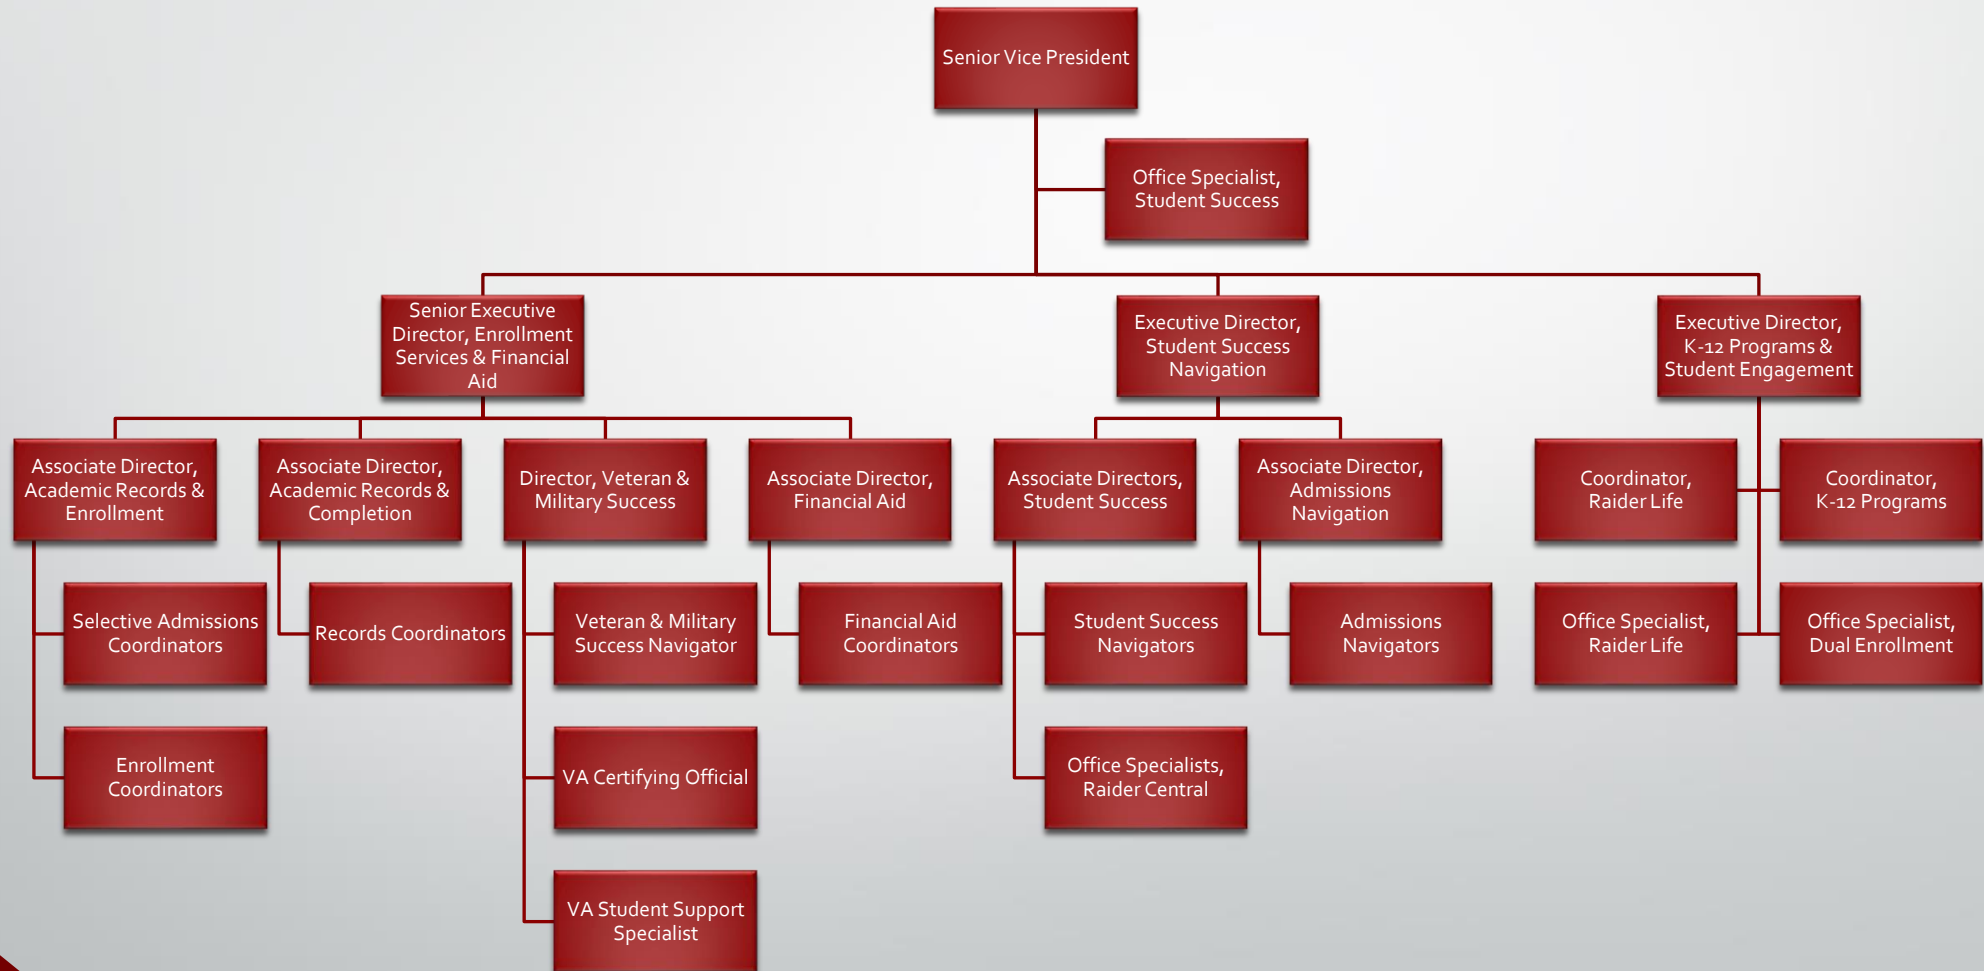 Senior Vice President
Office Specialist,
Student Success
Senior Executive
Director, Enrollment
Services & Financial
Aid
Executive Director,
Student Success
Navigation
Executive Director,
K-12 Programs &
Student Engagement
Associate Director,
Academic Records &
Enrollment
Associate Director,
Academic Records &
Completion
Director, Veteran &
Military Success
Associate Director,
Financial Aid
Associate Directors,
Student Success
Associate Director,
Admissions
Navigation
Coordinator,
Raider Life
Coordinator,
K-12 Programs
Selective Admissions
Coordinators
Records Coordinators
Veteran & Military
Success Navigator
Financial Aid
Coordinators
Student Success
Navigators
Admissions
Navigators
Office Specialist,
Raider Life
Office Specialist,
Dual Enrollment
Enrollment
Coordinators
VA Certifying Official
Office Specialists,
Raider Central
VA Student Support
Specialist